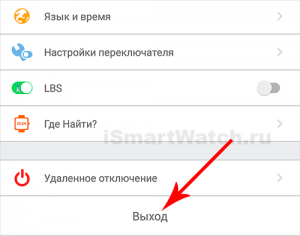 Язык и время
Настройки переключателя
LBS
Где Найти?
iSmartWatch.ru
Удаленное отключение
Выход